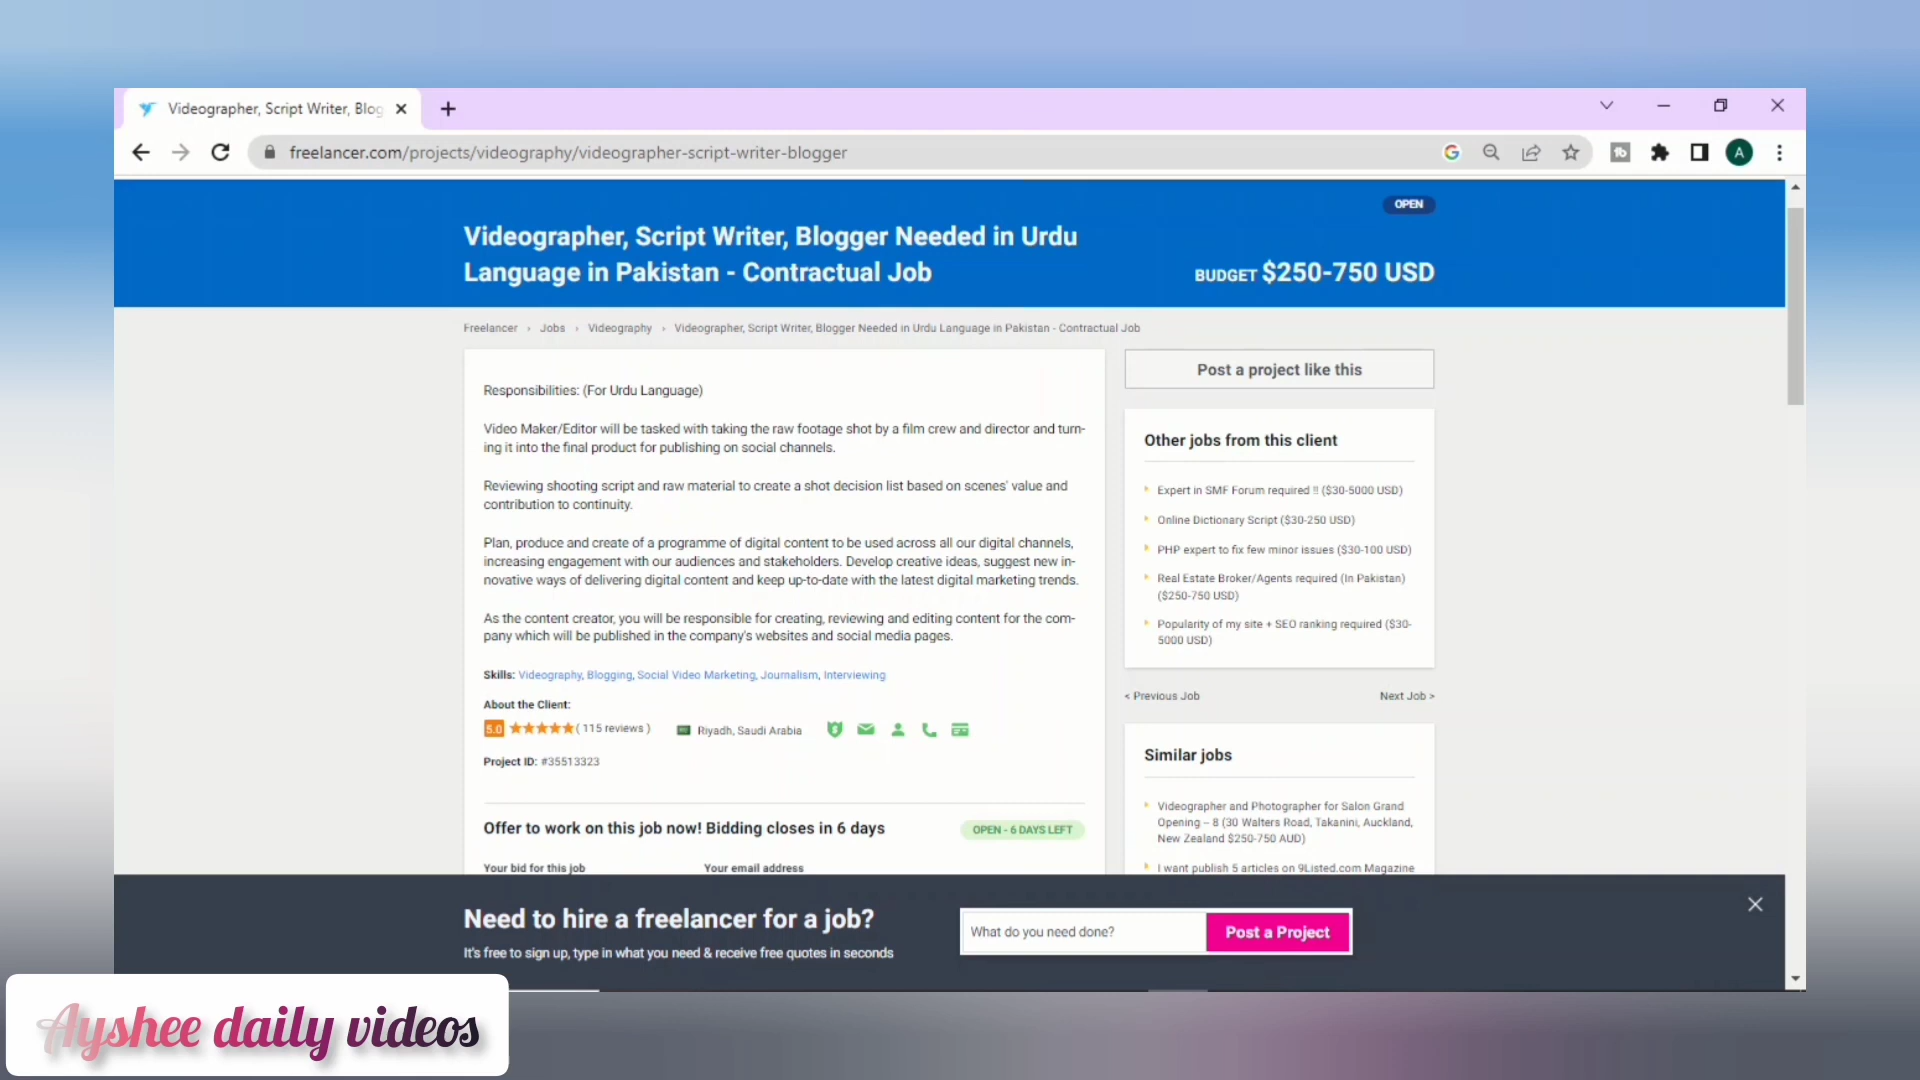 Videographer, Script Writer, Blog
freelancer.com/projects/videography/videographer-script-writer-blogger
A
OPEN
Videographer, Script Writer, Blogger Needed in Urdu
Language in Pakistan - Contractual Job
BUDGET $250-750 USD
Freelancer › Jobs › Videography › Videographer, Script Writer, Blogger Needed in Urdu Language in Pakistan - Contractual Job
Responsibilities: (For Urdu Language)
Video Maker/Editor will be tasked with taking the raw footage shot by a film crew and director and turn-
ing it into the final product for publishing on social channels.
Reviewing shooting script and raw material to create a shot decision list based on scenes' value and
contribution to continuity.
Plan, produce and create of a programme of digital content to be used across all our digital channels,
increasing engagement with our audiences and stakeholders. Develop creative ideas, suggest new in-
novative ways of delivering digital content and keep up-to-date with the latest digital marketing trends.
As the content creator, you will be responsible for creating, reviewing and editing content for the com-
pany which will be published in the company's websites and social media pages.
Skills: Videography, Blogging, Social Video Marketing, Journalism, Interviewing
About the Client:
5.0 ( 115 reviews ) Riyadh, Saudi Arabia
Project ID: #35513323
Offer to work on this job now! Bidding closes in 6 days
OPEN - 6 DAYS LEFT
Your bid for this job
Your email address
Post a project like this
Other jobs from this client
Expert in SMF Forum required !! ($30-5000 USD)
Online Dictionary Script ($30-250 USD)
PHP expert to fix few minor issues ($30-100 USD)
Real Estate Broker/Agents required (In Pakistan)
($250-750 USD)
Popularity of my site + SEO ranking required ($30-
5000 USD)
< Previous Job
Next Job >
Similar jobs
Videographer and Photographer for Salon Grand
Opening – 8 (30 Walters Road, Takanini, Auckland,
New Zealand $250-750 AUD)
I want publish 5 articles on 9Listed.com Magazine
Need to hire a freelancer for a job?
It's free to sign up, type in what you need & receive free quotes in seconds
What do you need done?
Post a Project
Ayshee daily videos